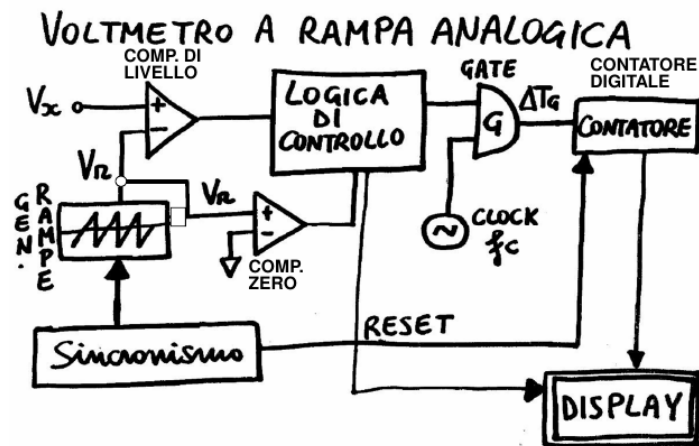 VOLTMETRO A RAMPA ANALOGICA
COMP. DI
LIVELLO
GATE
CONTATORE
DIGITALE
Vx
+
-
LOGICA
DI
CONTROLLO
G
ΔTG
CONTATORE
VR
VR
GEN.
RAMPE
+
-
COMP.
ZERO
~
CLOCK
fc
Sincronismo
RESET
DISPLAY